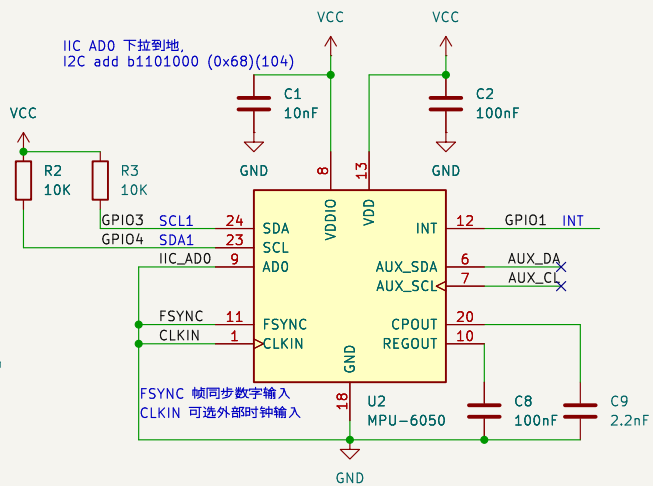 VCC
VCC
IIC AD0 下拉到地,
I2C add b1101000 (0x68)(104)
C1
10nF
C2
100nF
VCC
GND
GND
R2
10K
R3
10K
8
13
VDDIO
VDD
GPIO3
SCL1
24
SDA
INT
12
GPIO1
INT
GPIO4
SDA1
23
SCL
IIC_AD0
9
AD0
AUX_SDA
6
AUX_DA
AUX_SCL
7
AUX_CL
FSYNC
11
FSYNC
CPOUT
20
CLKIN
1
CLKIN
REGOUT
10
GND
18
FSYNC 帧同步数字输入
CLKIN 可选外部时钟输入
U2
MPU-6050
C8
100nF
C9
2.2nF
GND